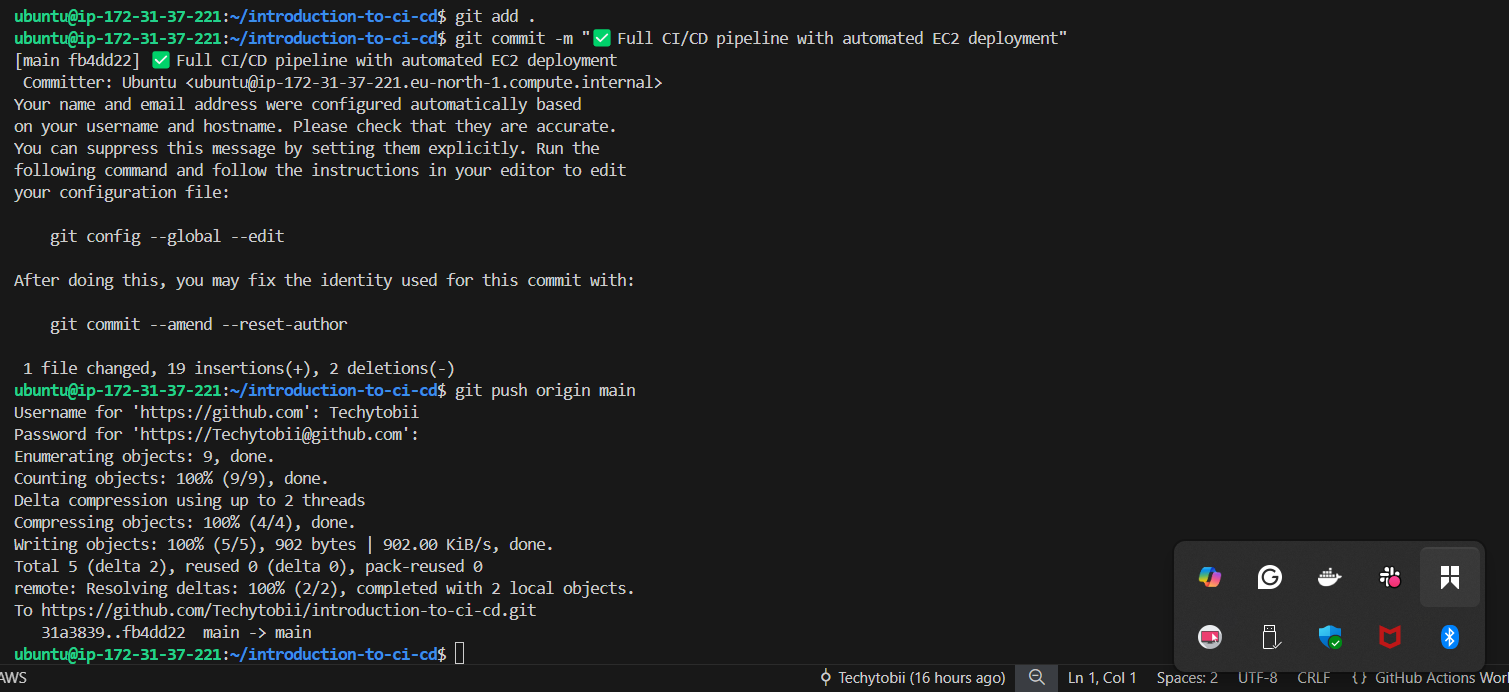 ubuntu@ip-172-31-37-221:~/introduction-to-ci-cd$ git add .
ubuntu@ip-172-31-37-221:~/introduction-to-ci-cd$ git commit -m "✅ Full CI/CD pipeline with automated EC2 deployment"
[main fb4dd22] ✅ Full CI/CD pipeline with automated EC2 deployment
 Committer: Ubuntu <ubuntu@ip-172-31-37-221.eu-north-1.compute.internal>
Your name and email address were configured automatically based
on your username and hostname. Please check that they are accurate.
You can suppress this message by setting them explicitly. Run the
following command and follow the instructions in your editor to edit
your configuration file:

    git config --global --edit

After doing this, you may fix the identity used for this commit with:

    git commit --amend --reset-author

 1 file changed, 19 insertions(+), 2 deletions(-)
ubuntu@ip-172-31-37-221:~/introduction-to-ci-cd$ git push origin main
Username for 'https://github.com': Techytobii
Password for 'https://Techytobii@github.com':
Enumerating objects: 9, done.
Counting objects: 100% (9/9), done.
Delta compression using up to 2 threads
Compressing objects: 100% (4/4), done.
Writing objects: 100% (5/5), 902 bytes | 902.00 KiB/s, done.
Total 5 (delta 2), reused 0 (delta 0), pack-reused 0
remote: Resolving deltas: 100% (2/2), completed with 2 local objects.
To https://github.com/Techytobii/introduction-to-ci-cd.git
   31a3839..fb4dd22  main -> main
ubuntu@ip-172-31-37-221:~/introduction-to-ci-cd$
AWS Techytobii (16 hours ago) Ln 1, Col 1 Spaces: 2 UTF-8 CRLF {} GitHub Actions Wor